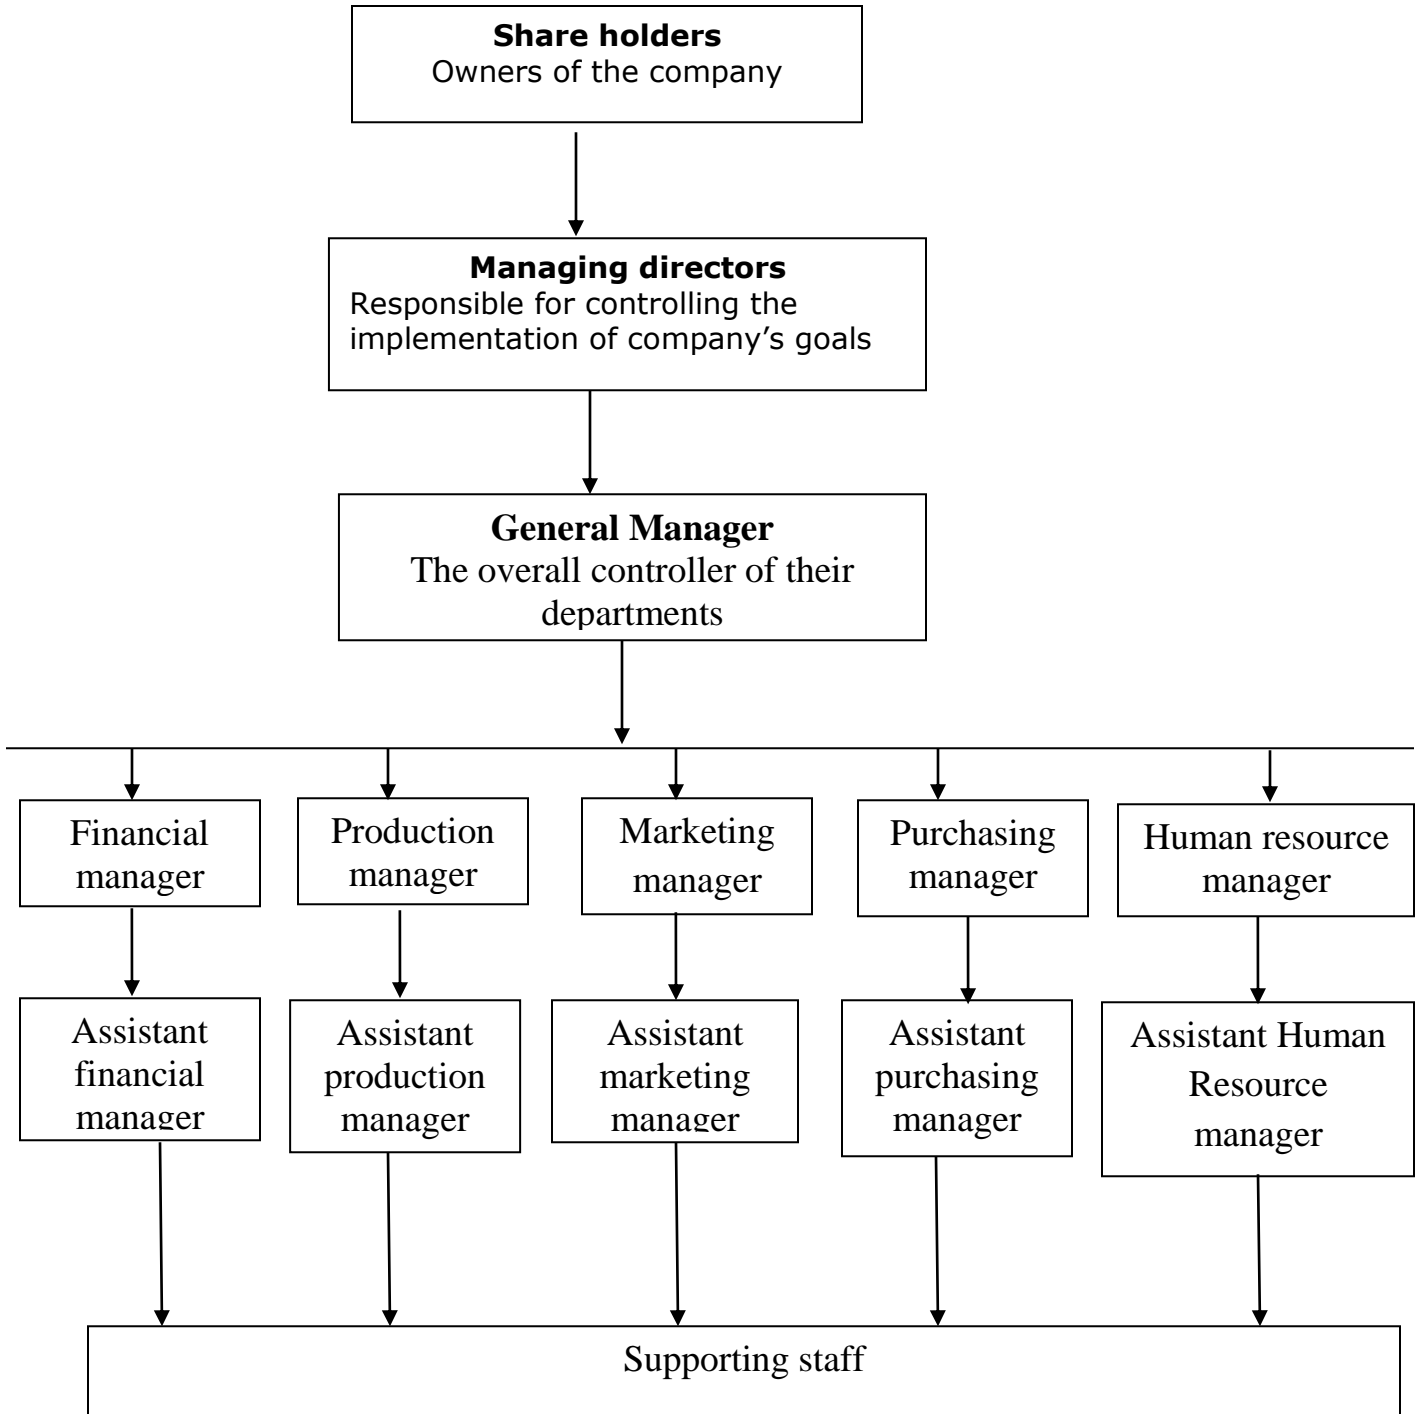 Share holders
Owners of the company
Managing directors
Responsible for controlling the
implementation of company’s goals
General Manager
The overall controller of their
departments
Financial
manager
Production
manager
Marketing
manager
Purchasing
manager
Human resource
manager
Assistant
financial
manager
Assistant
production
manager
Assistant
marketing
manager
Assistant
purchasing
manager
Assistant Human
Resource
manager
Supporting staff